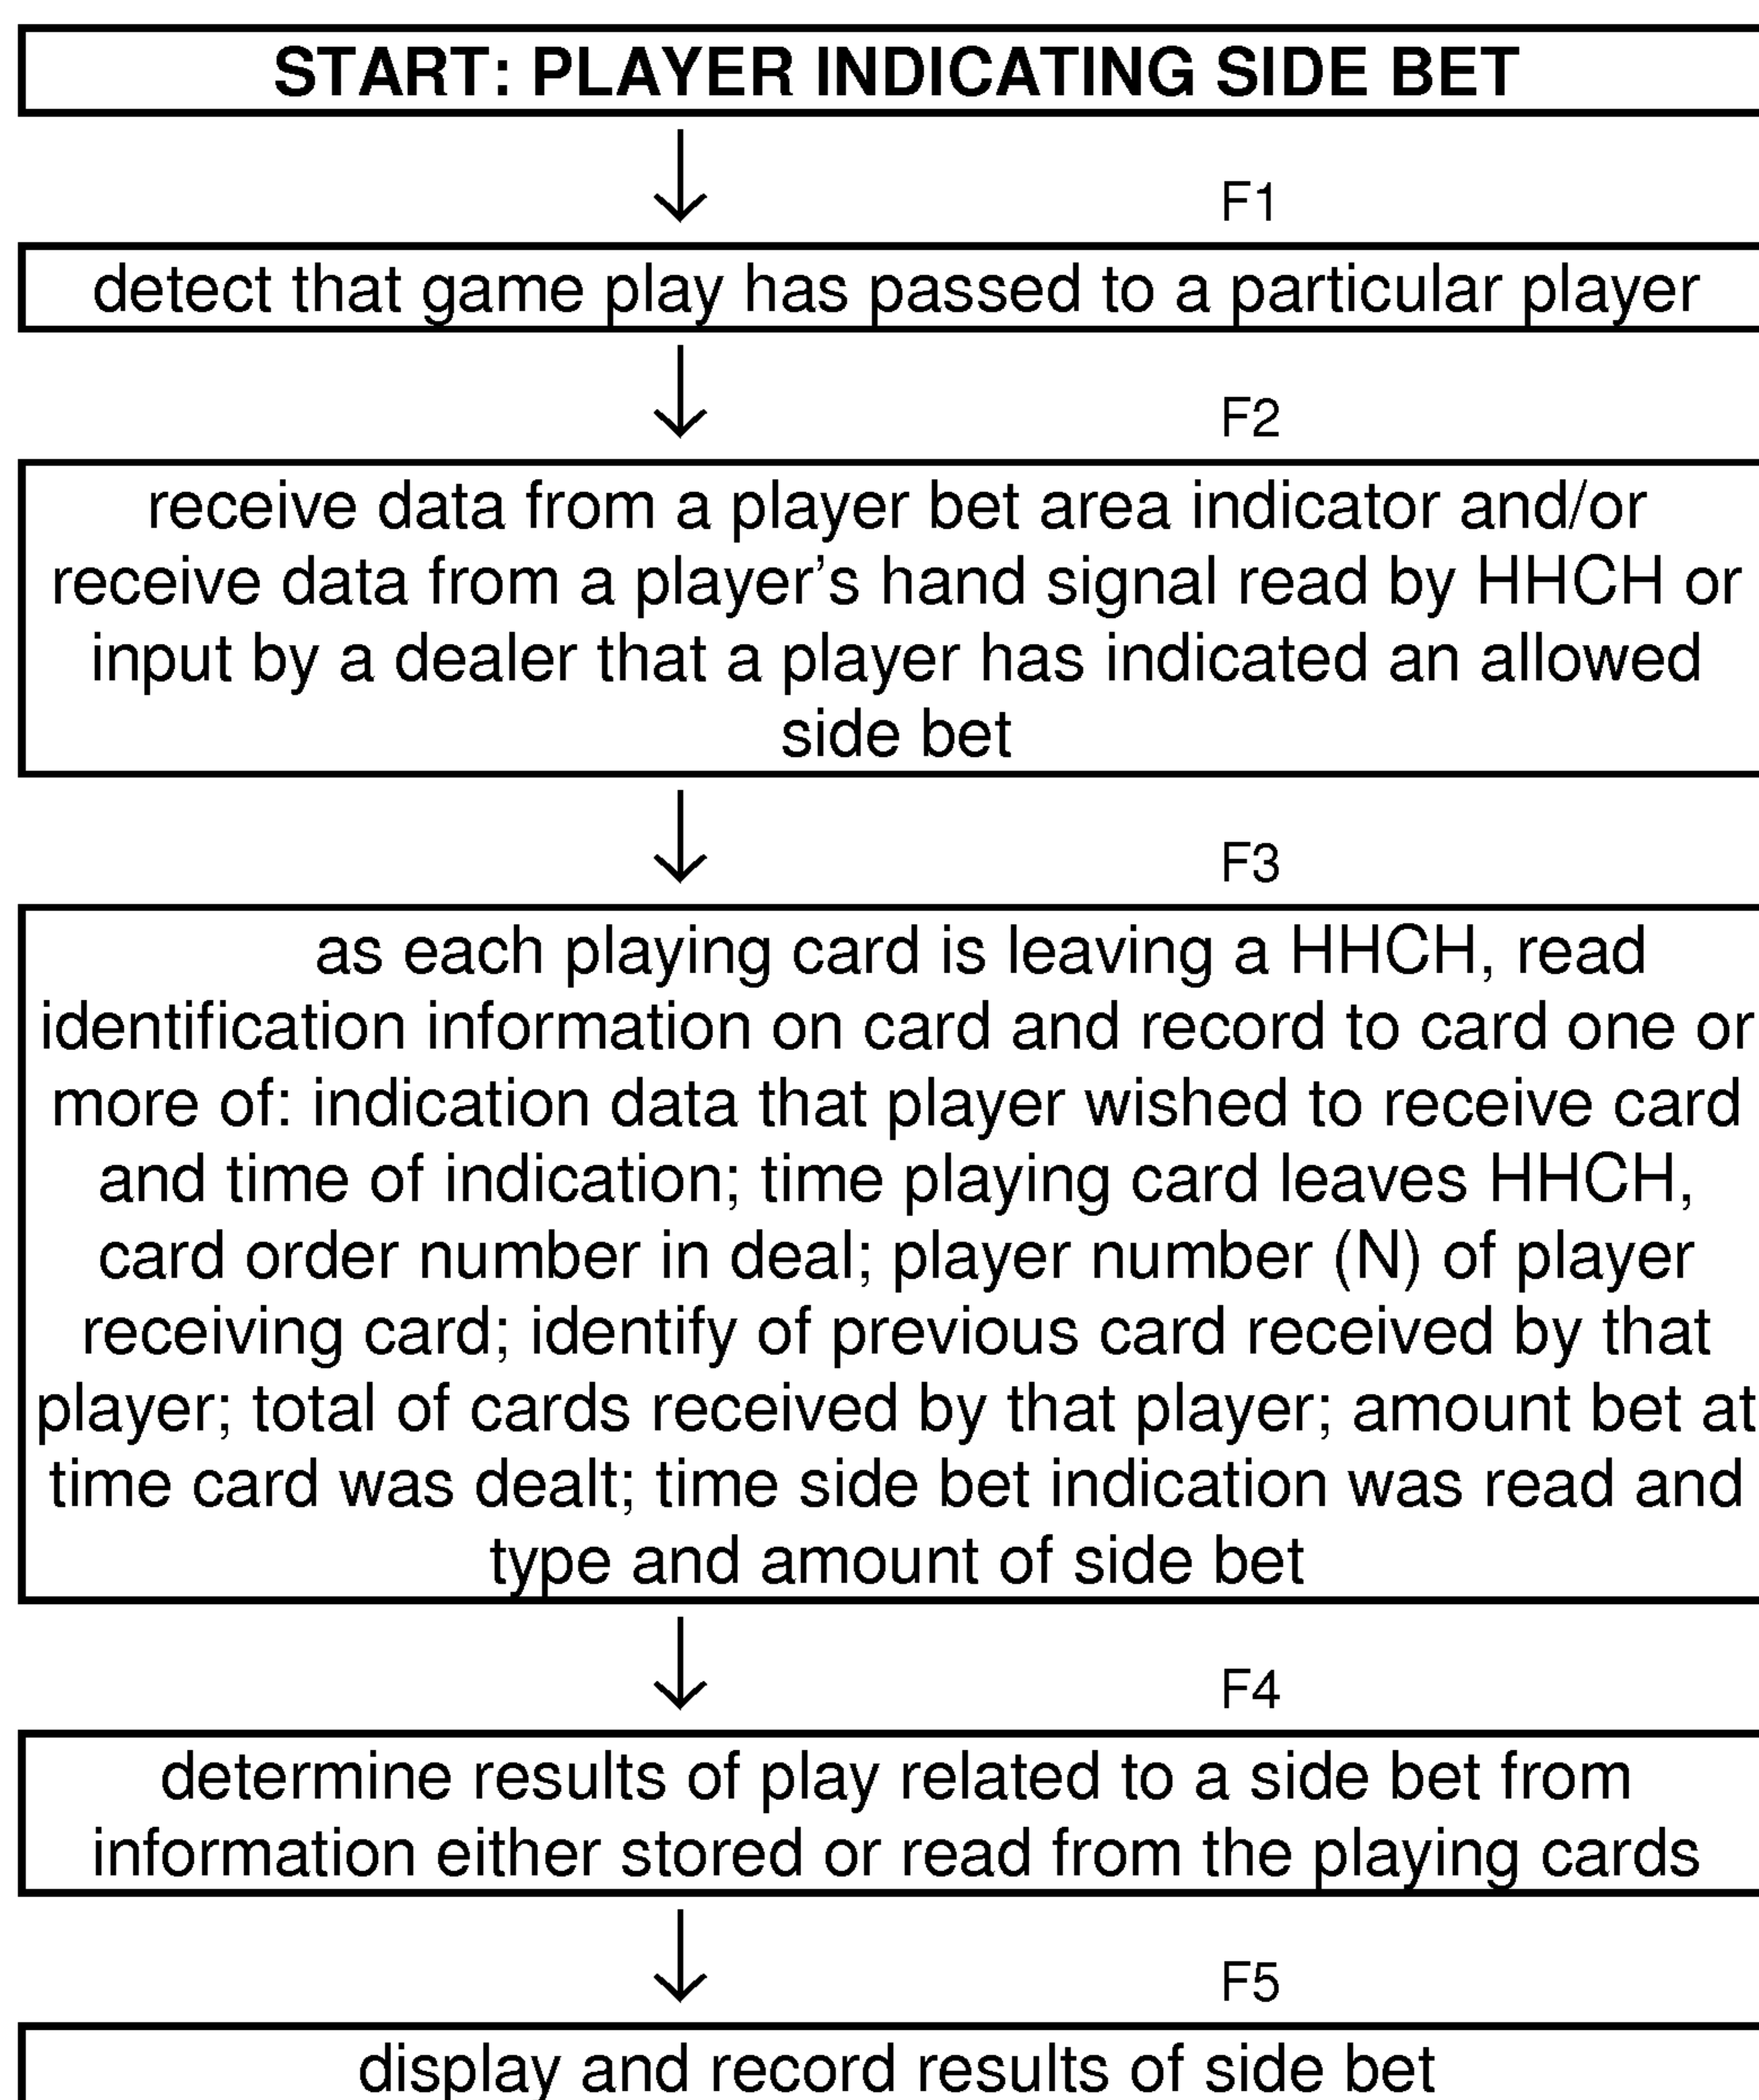 START: PLAYER INDICATING SIDE BET
F1
detect that game play has passed to a particular player
F2
receive data from a player bet area indicator and/or
receive data from a player's hand signal read by HHCH or
input by a dealer that a player has indicated an allowed
side bet
F3
as each playing card is leaving a HHCH, read
identification information on card and record to card one or
more of: indication data that player wished to receive card
and time of indication; time playing card leaves HHCH,
card order number in deal; player number (N) of player
receiving card; identify of previous card received by that
player; total of cards received by that player; amount bet at
time card was dealt; time side bet indication was read and
type and amount of side bet
F4
determine results of play related to a side bet from
information either stored or read from the playing cards
F5
display and record results of side bet